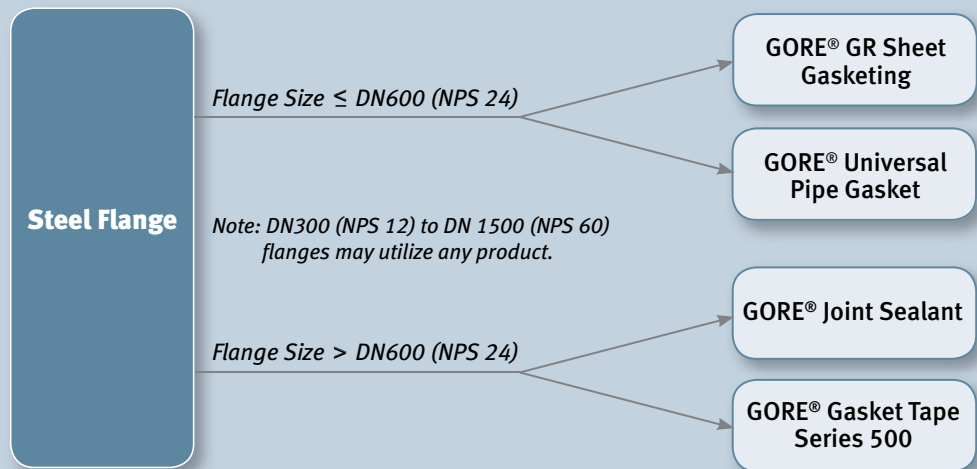 Steel Flange
Flange Size ≤ DN600 (NPS 24)
GORE® GR Sheet
Gasketing
GORE® Universal
Pipe Gasket
Note: DN300 (NPS 12) to DN 1500 (NPS 60)
flanges may utilize any product.
Flange Size > DN600 (NPS 24)
GORE® Joint Sealant
GORE® Gasket Tape
Series 500